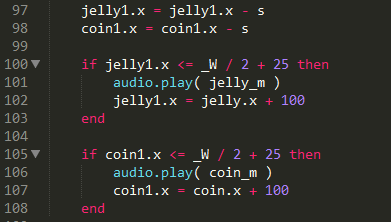 97 jelly1.x = jelly1.x - s
98 coin1.x = coin1.x - s
99
100 if jelly1.x <= _W / 2 + 25 then
101 audio.play( jelly_m )
102 jelly1.x = jelly.x + 100
103 end
104
105 if coin1.x <= _W / 2 + 25 then
106 audio.play( coin_m )
107 coin1.x = coin.x + 100
108 end